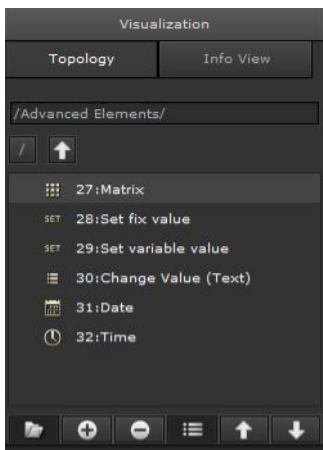 Visualization
Topology Info View
/Advanced Elements/
/
27:Matrix
SET 28:Set fix value
SET 29:Set variable value
30:Change Value (Text)
31:Date
32:Time